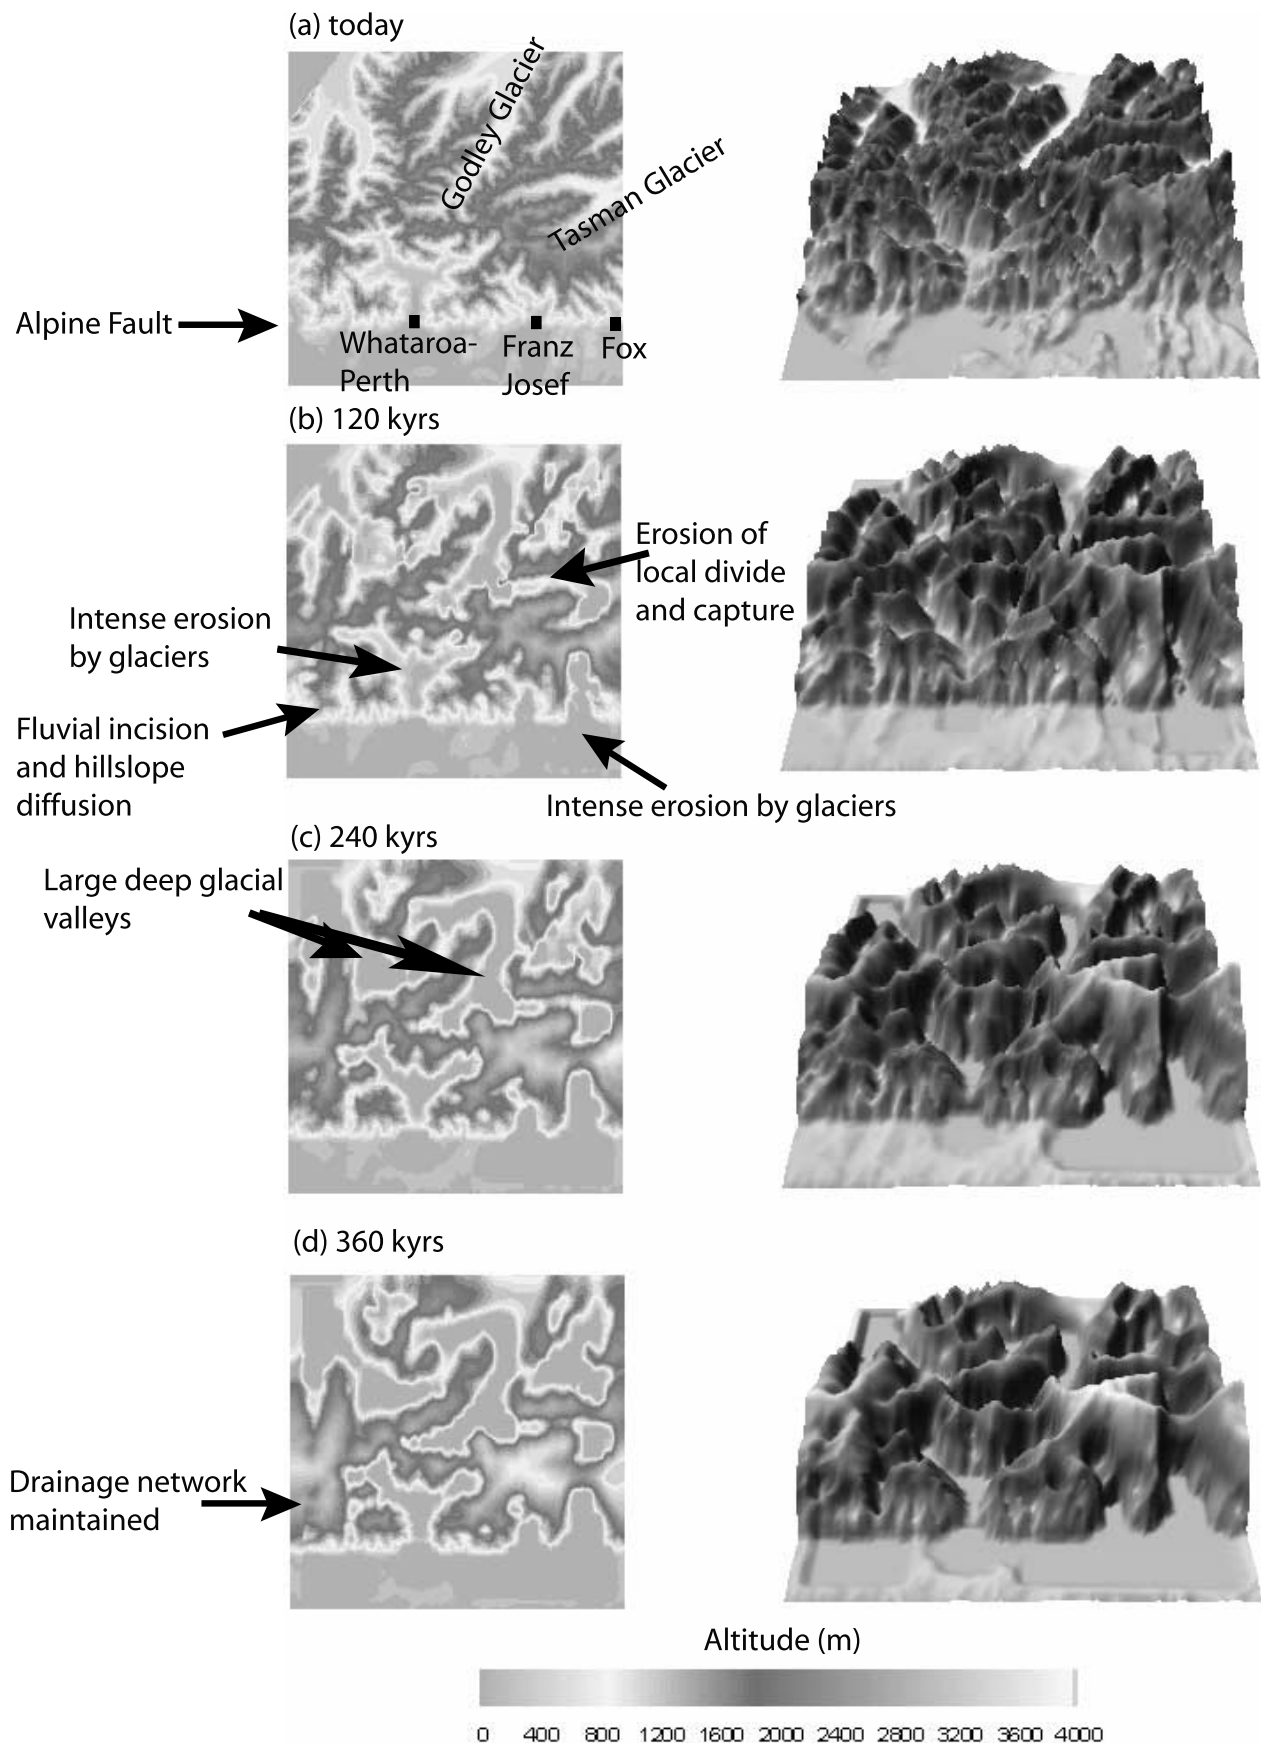 (a) today
Godley Glacier
Tasman Glacier
Alpine Fault
Whataroa-
Perth
Franz
Josef
Fox
(b) 120 kyrs
Erosion of
local divide
and capture
Intense erosion
by glaciers
Fluvial incision
and hillslope
diffusion
Intense erosion by glaciers
(c) 240 kyrs
Large deep glacial
valleys
(d) 360 kyrs
Drainage network
maintained
Altitude (m)
0 400 800 1200 1600 2000 2400 2800 3200 3600 4000